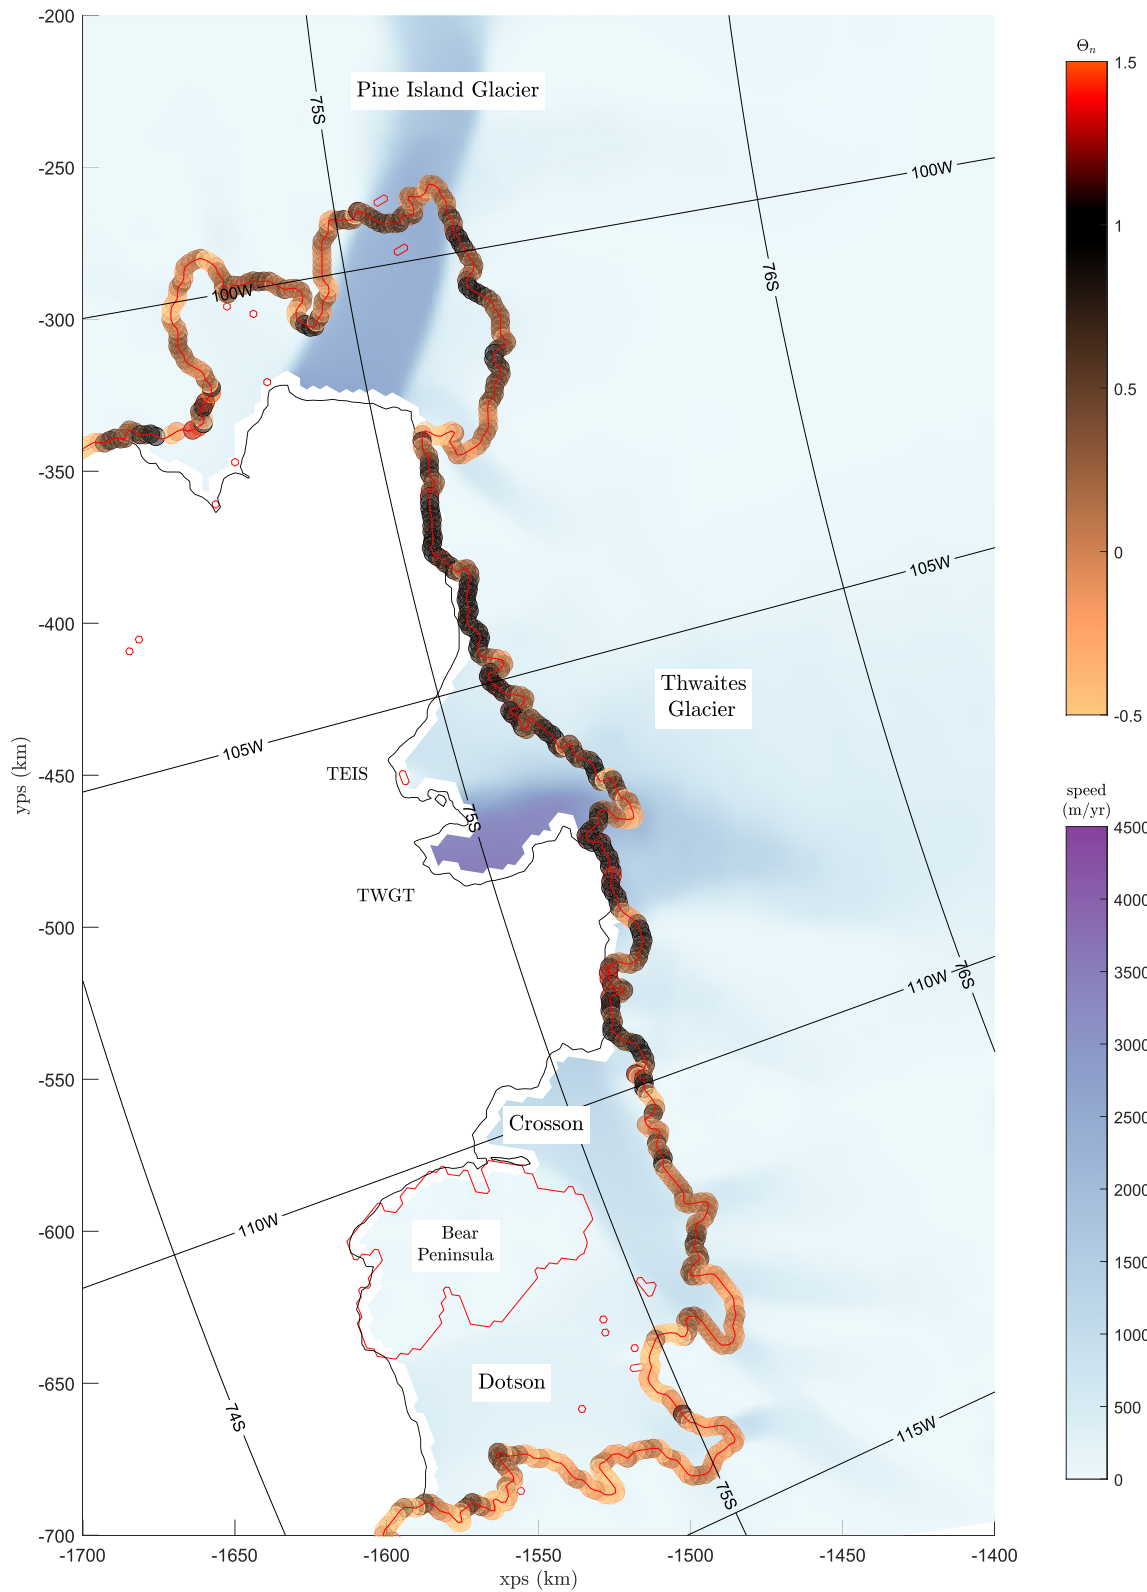 -200
-250
-300
-350
-400
-450
-500
-550
-600
-650
-700
yps (km)
-1700
-1650
-1600
-1550
-1500
-1450
-1400
xps (km)
Pine Island Glacier
75S
100W
100W
76S
105W
Thwaites
Glacier
105W
TEIS
75S
TWGT
110W
76S
Crosson
110W
Bear
Peninsula
Dotson
74S
75S
115W
Θn
1.5
1
0.5
0
-0.5
speed
(m/yr)
4500
4000
3500
3000
2500
2000
1500
1000
500
0